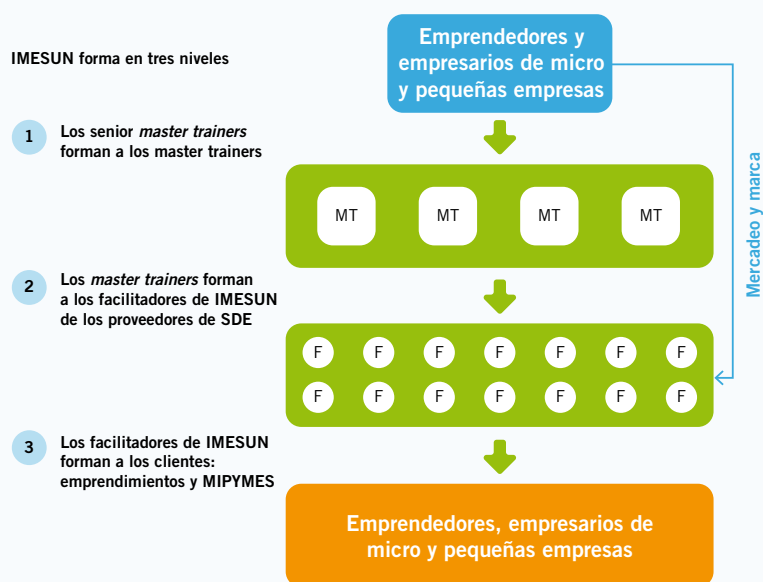 IMESUN forma en tres niveles
Emprendedores y
empresarios de micro
y pequeñas empresas
1
Los senior master trainers
forman a los master trainers
MT MT MT MT
Mercadeo y marca
2
Los master trainers forman
a los facilitadores de IMESUN
de los proveedores de SDE
F F F F F F F
F F F F F F F
3
Los facilitadores de IMESUN
forman a los clientes:
emprendimientos y MIPYMES
Emprendedores, empresarios de
micro y pequeñas empresas